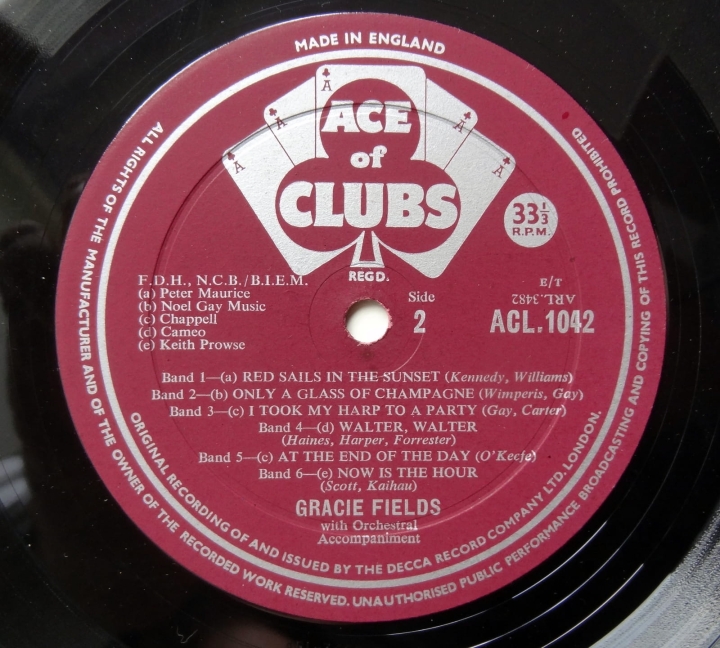 MADE IN ENGLAND
A
A
A
A
ACE
of
CLUBS
REGD.
33⅓
R.P.M.
F.D.H., N.C.B./B.I.E.M.
(a) Peter Maurice
(b) Noel Gay Music
(c) Chappell
(d) Cameo
(e) Keith Prowse
Side
2
E/T
ARL.3482
ACL.1042
Band 1—(a) RED SAILS IN THE SUNSET (Kennedy, Williams)
Band 2—(b) ONLY A GLASS OF CHAMPAGNE (Wimperis, Gay)
Band 3—(c) I TOOK MY HARP TO A PARTY (Gay, Carter)
Band 4—(d) WALTER, WALTER
(Haines, Harper, Forrester)
Band 5—(c) AT THE END OF THE DAY (O'Keefe)
Band 6—(e) NOW IS THE HOUR
(Scott, Kaihau)
GRACIE FIELDS
with Orchestral
Accompaniment
ORIGINAL RECORDING OF AND ISSUED BY THE DECCA RECORD COMPANY LTD. LONDON.
ALL RIGHTS OF THE MANUFACTURER AND OF THE OWNER OF THE RECORDED WORK RESERVED. UNAUTHORISED PUBLIC PERFORMANCE BROADCASTING AND COPYING OF THIS RECORD PROHIBITED